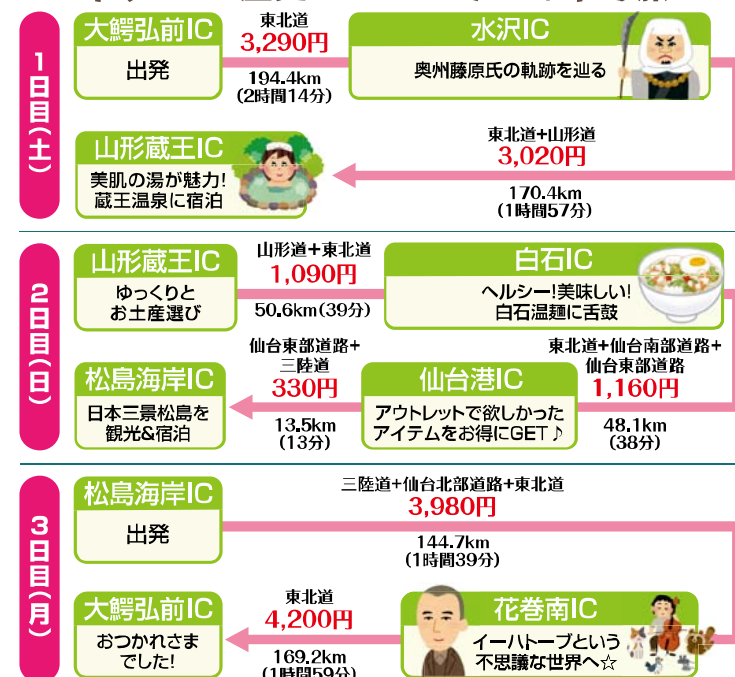 1日目(土)
大鰐弘前IC
出発
東北道
3,290円
194.4km
(2時間14分)
水沢IC
奥州藤原氏の軌跡を辿る
東北道+山形道
3,020円
170.4km
(1時間57分)
山形蔵王IC
美肌の湯が魅力!
蔵王温泉に宿泊
2日目(日)
山形蔵王IC
ゆっくりと
お土産選び
山形道+東北道
1,090円
50.6km(39分)
白石IC
ヘルシー!美味しい!
白石温麺に舌鼓
東北道+仙台南部道路+
仙台東部道路
1,160円
48.1km
(38分)
仙台港IC
アウトレットで欲しかった
アイテムをお得にGET♪
仙台東部道路+
三陸道
330円
13.5km
(13分)
松島海岸IC
日本三景松島を
観光&宿泊
3日目(月)
松島海岸IC
出発
三陸道+仙台北部道路+東北道
3,980円
144.7km
(1時間39分)
花巻南IC
イーハトーブという
不思議な世界へ☆
東北道
4,200円
169.2km
(1時間59分)
大鰐弘前IC
おつかれさま
でした!